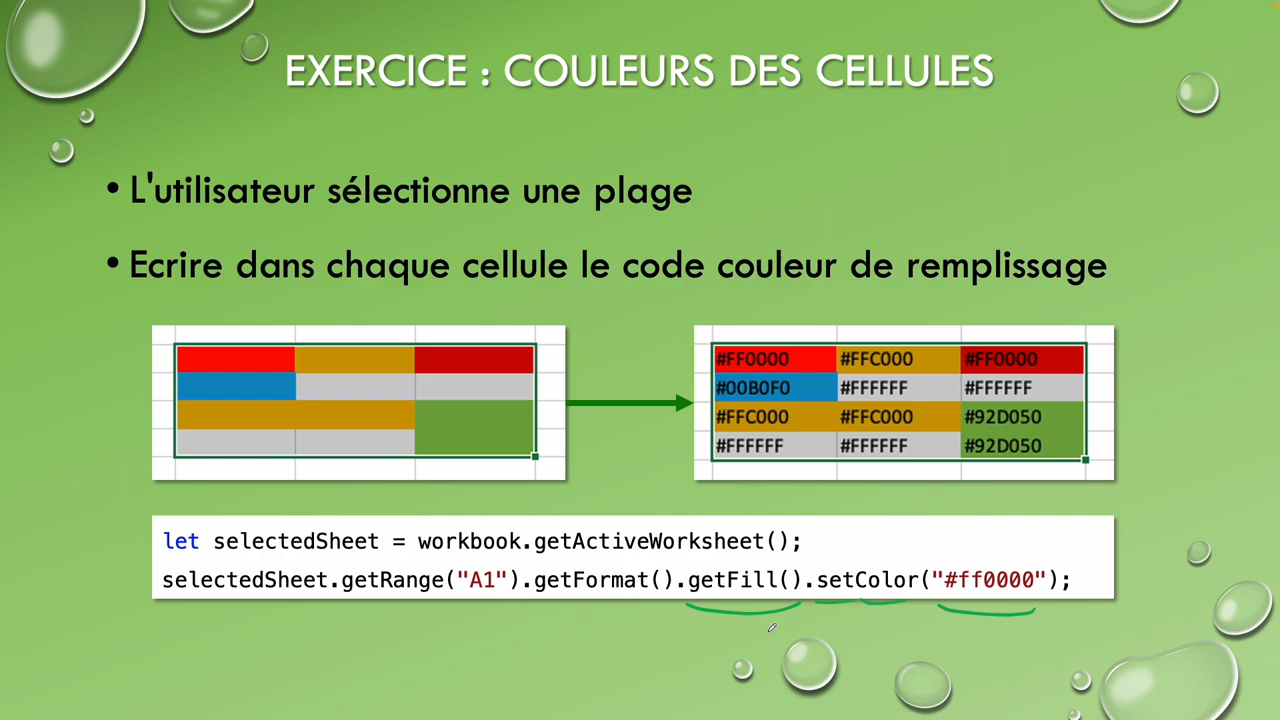 EXERCICE : COULEURS DES CELLULES
• L'utilisateur sélectionne une plage
• Ecrire dans chaque cellule le code couleur de remplissage
#FF0000 #FFC000 #FF0000
#00B0F0 #FFFFFF #FFFFFF
#FFC000 #FFC000 #92D050
#FFFFFF #FFFFFF #92D050
let selectedSheet = workbook.getActiveWorksheet();
selectedSheet.getRange("A1").getFormat().getFill().setColor("#ff0000");